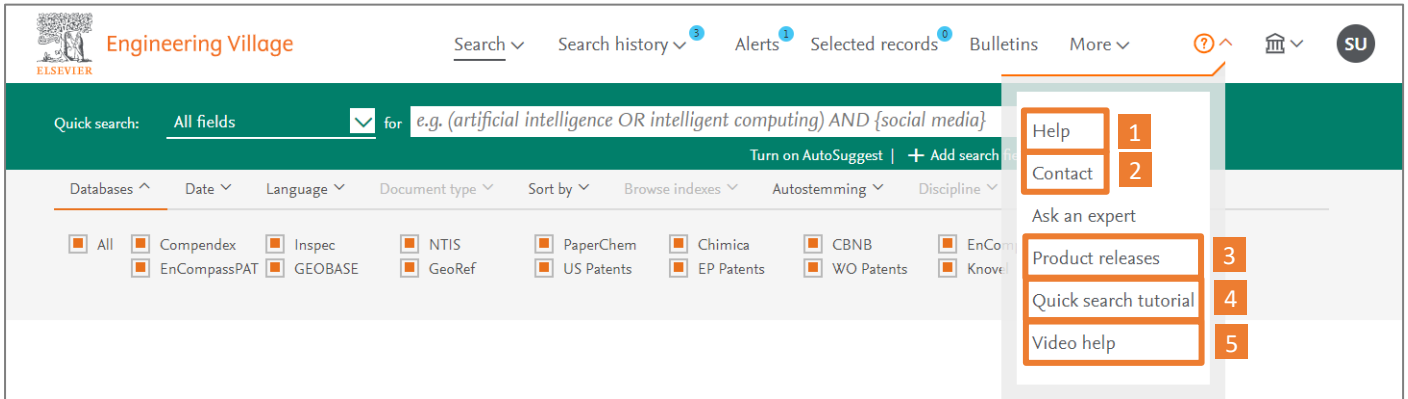 Engineering Village
ELSEVIER
Search
Search history 3
Alerts 1
Selected records 0
Bulletins
More
?
SU
Quick search: All fields for e.g. (artificial intelligence OR intelligent computing) AND {social media}
Turn on AutoSuggest | + Add search
Databases Date Language Document type Sort by Browse indexes Autostemming Discipline
All Compendex Inspec NTIS PaperChem Chimica CBNB
EnCompassPAT GEOBASE GeoRef US Patents EP Patents WO Patents Knovel
Help 1
Contact 2
Ask an expert
Product releases 3
Quick search tutorial 4
Video help 5